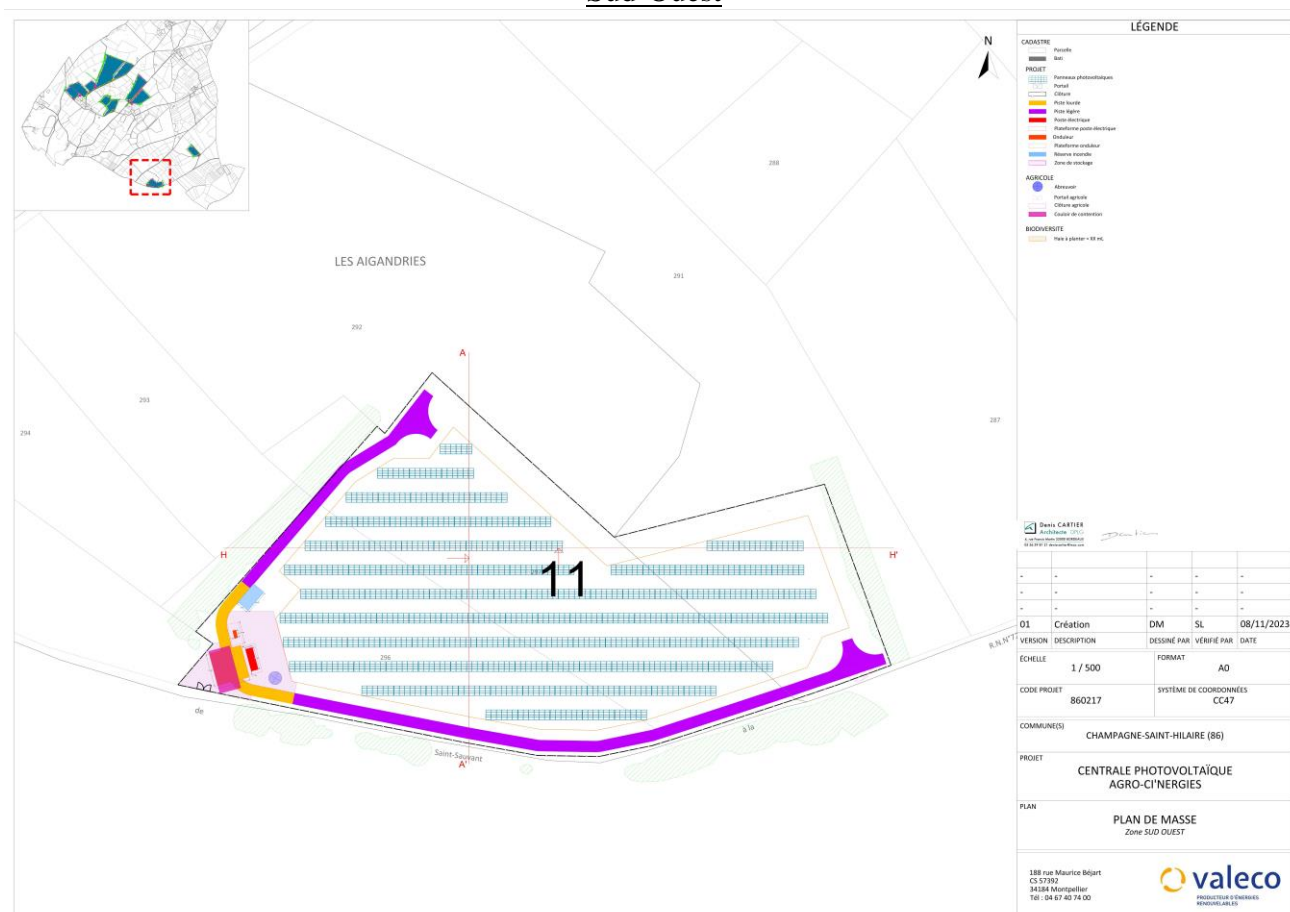 Sud-Ouest
N
LES AIGANDRIES
288
291
292
293
294
287
A
H
H'
11
296
de
Saint-Sauvant
A'
à la
LÉGENDE
CADASTRE
Parcelle
Bati
PROJET
Panneaux photovoltaïques
Portail
Clôture
Piste lourde
Piste légère
Poste électrique
Plateforme poste électrique
Onduleur
Plateforme onduleur
Réserve incendie
Zone de stockage
AGRICOLE
Abreuvoir
Portail agricole
Clôture agricole
Couloir de contention
BIODIVERSITE
Denis CARTIER
Architecte DPLG
- - - - -
- - - - -
- - - - -
01 Création DM SL 08/11/2023
VERSION DESCRIPTION DESSINÉ PAR VÉRIFIÉ PAR DATE
ÉCHELLE
1 / 500
FORMAT
A0
CODE PROJET
860217
SYSTÈME DE COORDONNÉES
CC47
COMMUNE(S)
CHAMPAGNE-SAINT-HILAIRE (86)
PROJET
CENTRALE PHOTOVOLTAÏQUE
AGRO-CI'NERGIES
PLAN
PLAN DE MASSE
Zone SUD OUEST
188 rue Maurice Béjart
CS 57392
34184 Montpellier
Tél : 04 67 40 74 00
valeco
PRODUCTEUR D'ÉNERGIES
RENOUVELABLES